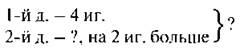 1-й д. – 4 иг.
2-й д. – ?, на 2 иг. больше } ?